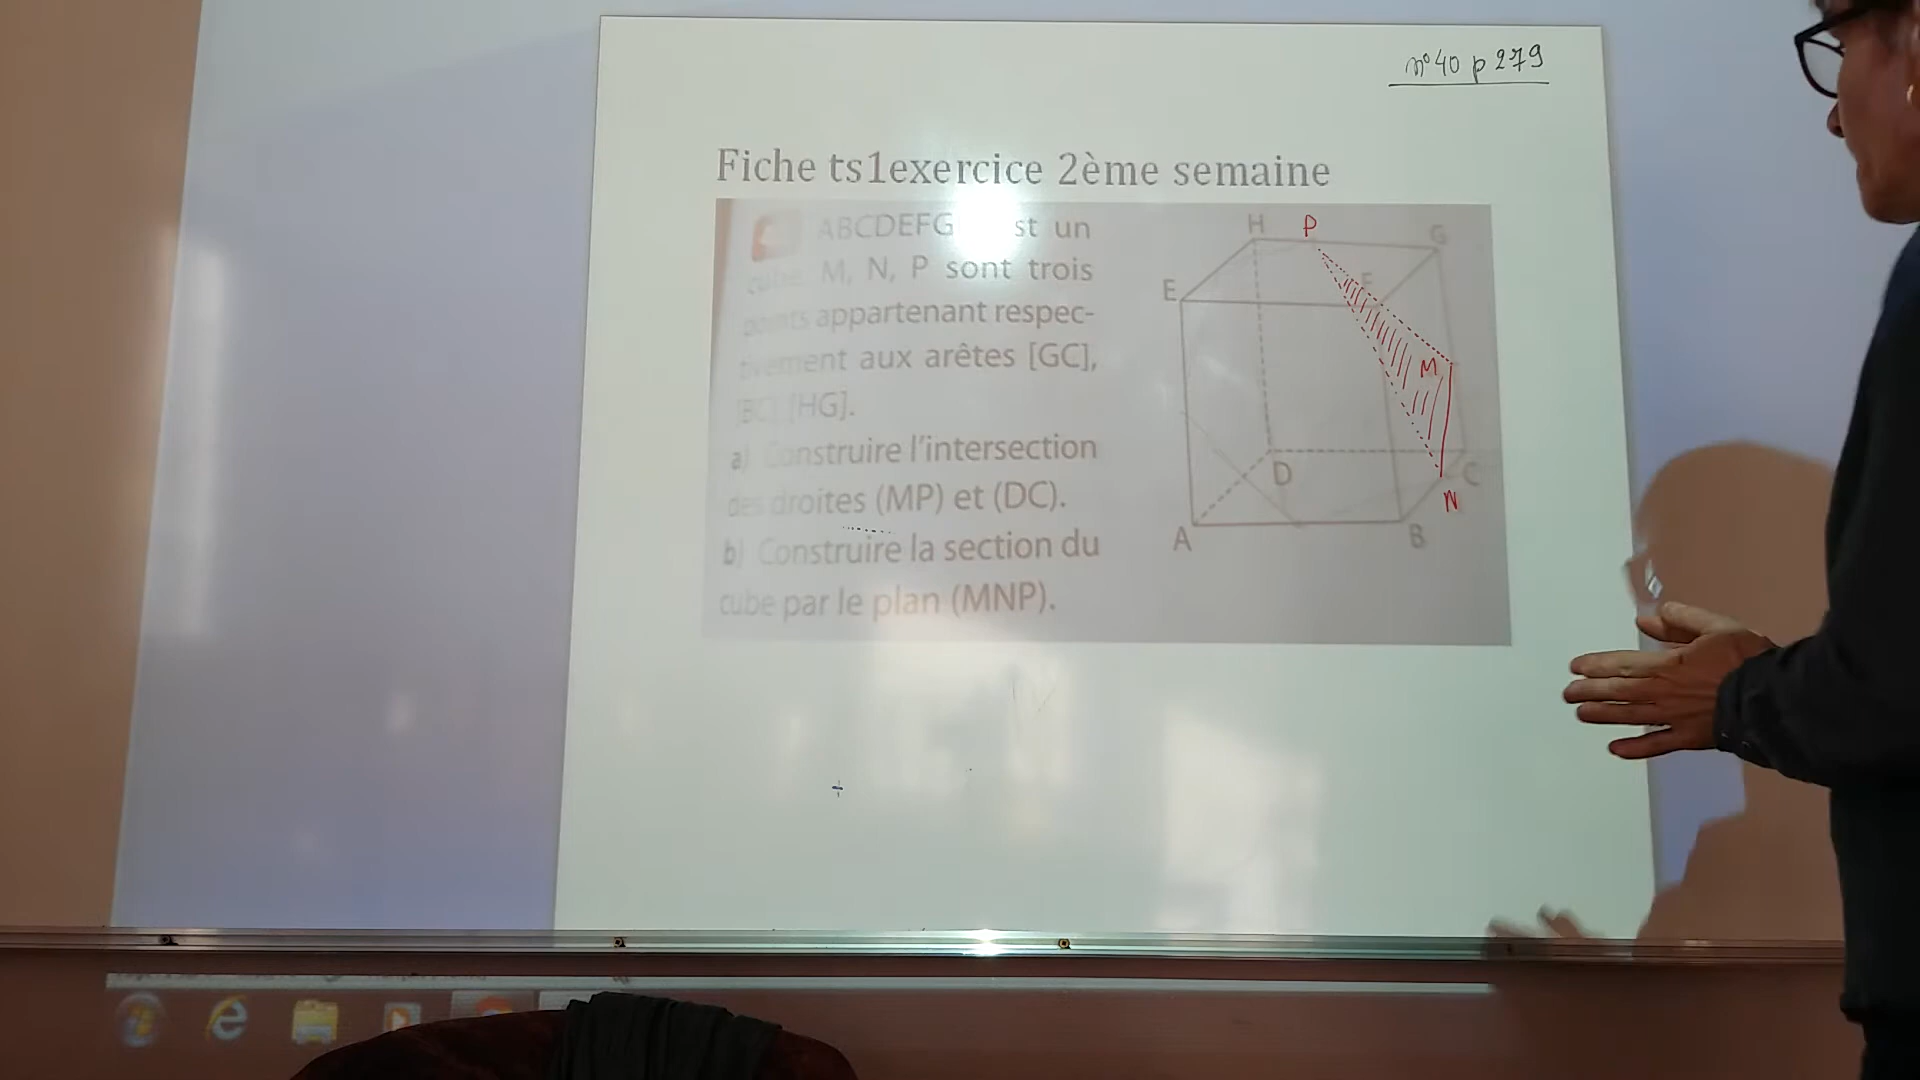 n°40 p 279
Fiche ts1exercice 2ème semaine
ABCDEFG st un
cube. M, N, P sont trois
points appartenant respec-
tivement aux arêtes [GC],
[BC], [HG].
a) Construire l'intersection
des droites (MP) et (DC).
b) Construire la section du
cube par le plan (MNP).
H P G
E F
M
D C
N
A B